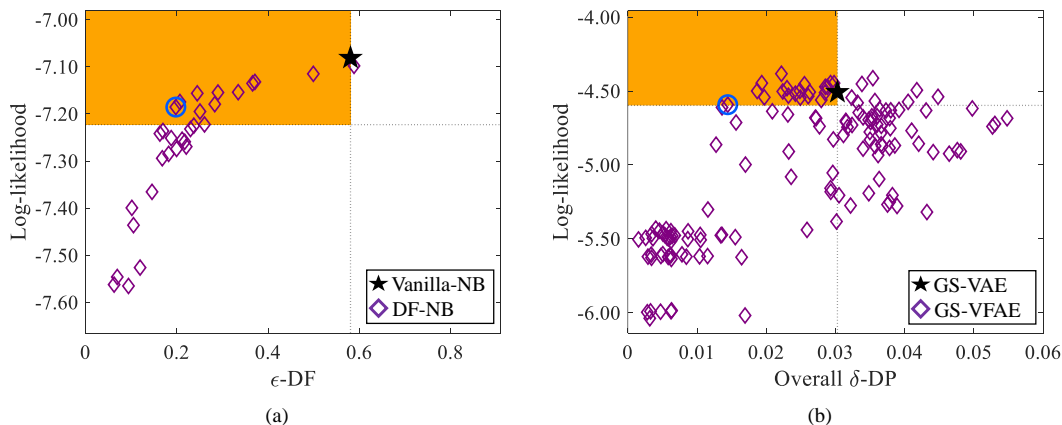 -7.00
-7.10
-7.20
-7.30
-7.40
-7.50
-7.60
Log-likelihood
0
0.2
0.4
0.6
0.8
ϵ-DF
Vanilla-NB
DF-NB
(a)
-4.00
-4.50
-5.00
-5.50
-6.00
Log-likelihood
0
0.01
0.02
0.03
0.04
0.05
0.06
Overall δ-DP
GS-VAE
GS-VFAE
(b)